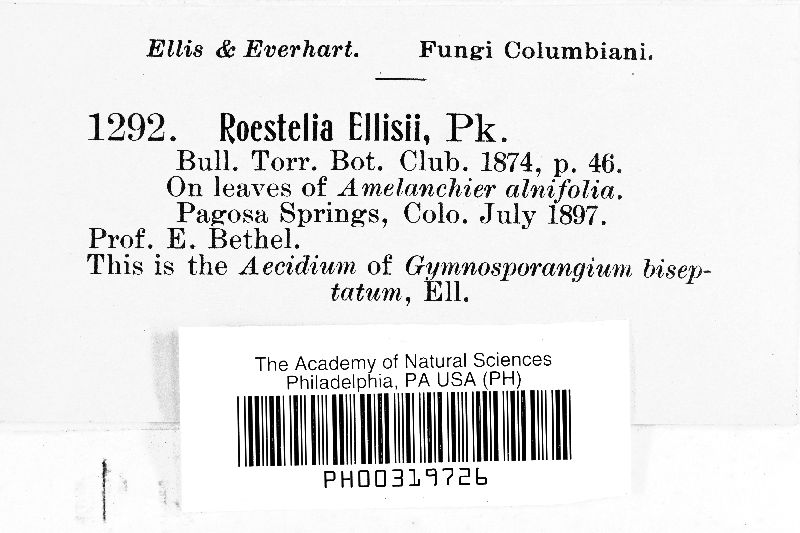 Ellis & Everhart. Fungi Columbiani.
1292. Roestelia Ellisii, Pk.
Bull. Torr. Bot. Club. 1874, p. 46.
On leaves of Amelanchier alnifolia.
Pagosa Springs, Colo. July 1897.
Prof. E. Bethel.
This is the Aecidium of Gymnosporangium bisep-
tatum, Ell.
The Academy of Natural Sciences
Philadelphia, PA USA (PH)
PH00319726